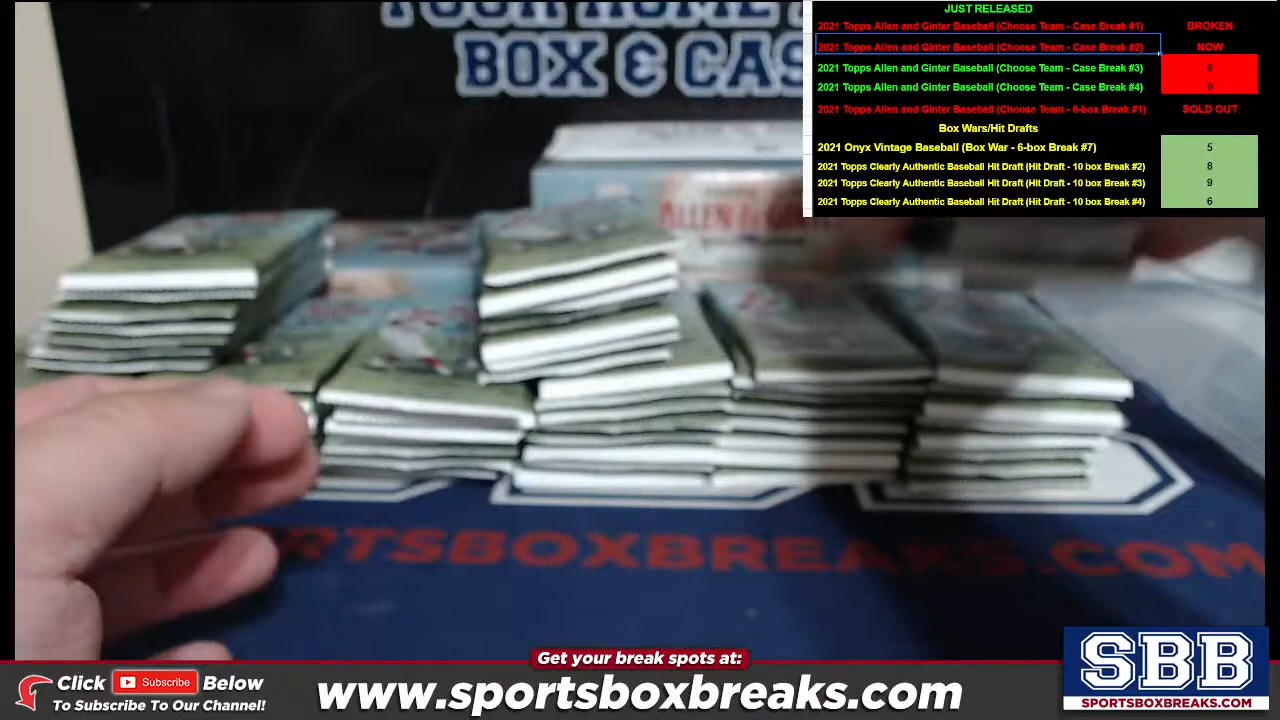 YOUR HOME
BOX & CAS
JUST RELEASED
2021 Topps Allen and Ginter Baseball (Choose Team - Case Break #1) BROKEN
2021 Topps Allen and Ginter Baseball (Choose Team - Case Break #2) NOW
2021 Topps Allen and Ginter Baseball (Choose Team - Case Break #3) 0
2021 Topps Allen and Ginter Baseball (Choose Team - Case Break #4) 0
2021 Topps Allen and Ginter Baseball (Choose Team - 6-box Break #1) SOLD OUT
Box Wars/Hit Drafts
2021 Onyx Vintage Baseball (Box War - 6-box Break #7) 5
2021 Topps Clearly Authentic Baseball Hit Draft (Hit Draft - 10 box Break #2) 8
2021 Topps Clearly Authentic Baseball Hit Draft (Hit Draft - 10 box Break #3) 9
2021 Topps Clearly Authentic Baseball Hit Draft (Hit Draft - 10 box Break #4) 6
RTSBOXBREAKS.COM
Get your break spots at:
Click Subscribe Below
To Subscribe To Our Channel!
www.sportsboxbreaks.com
SBB
SPORTSBOXBREAKS.COM